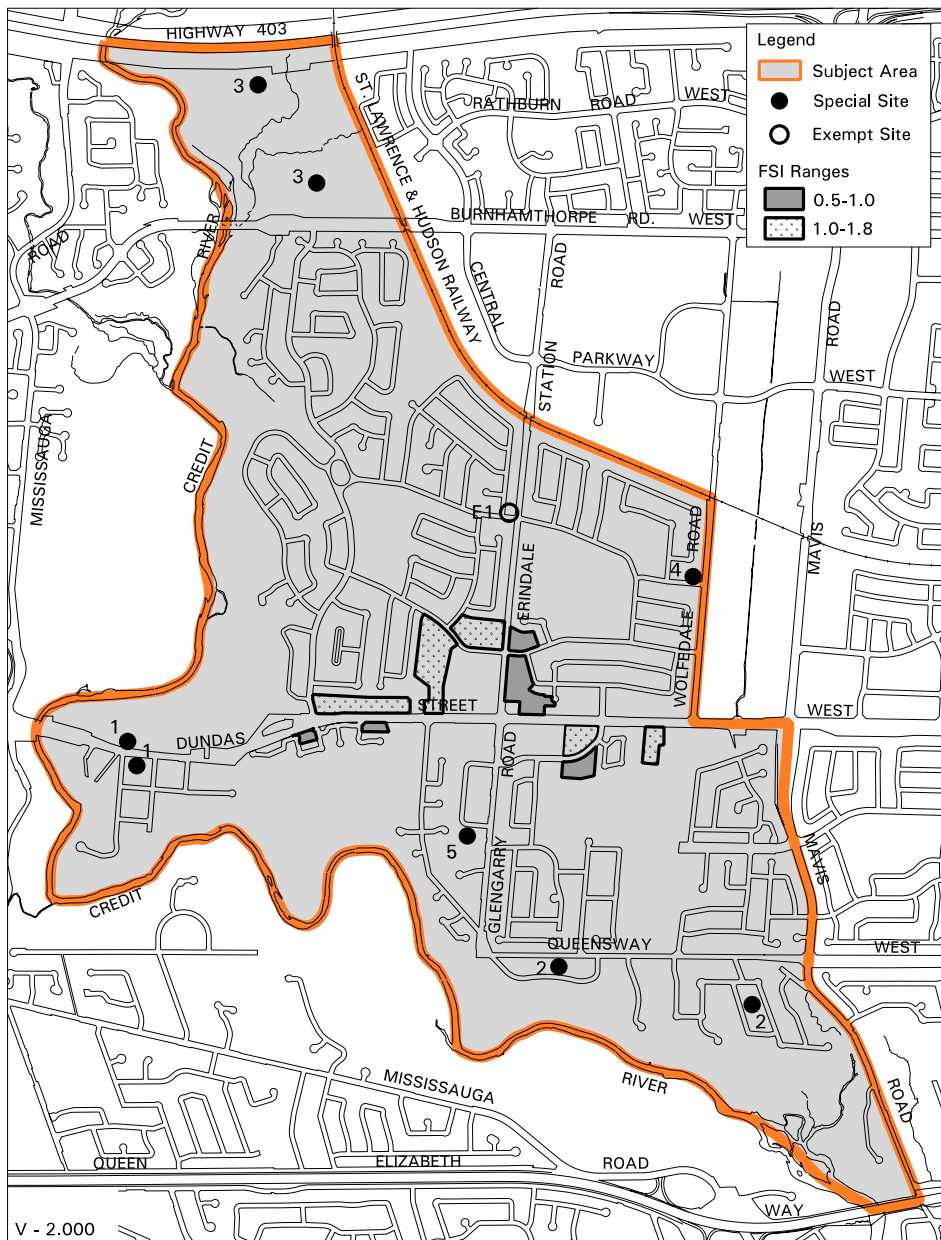 HIGHWAY 403
Legend
Subject Area
Special Site
Exempt Site
FSI Ranges
0.5-1.0
1.0-1.8
3
ST. LAWRENCE & HUDSON RAILWAY
RATHBURN ROAD WEST
3
BURNHAMTHORPE RD. WEST
ROAD
RIVER
CENTRAL
PARKWAY
WEST
ROAD
STATION
ROAD
MISSISSAUGA
CREDIT
E1
ERINDALE
ROAD
4
WOLFEDALE
MAVIS
STREET
WEST
1
1
DUNDAS
ROAD
5
GLENGARRY
MAVIS
CREDIT
QUEENSWAY
WEST
2
2
MISSISSAUGA
RIVER
ROAD
QUEEN
ELIZABETH
ROAD
WAY
V - 2.000